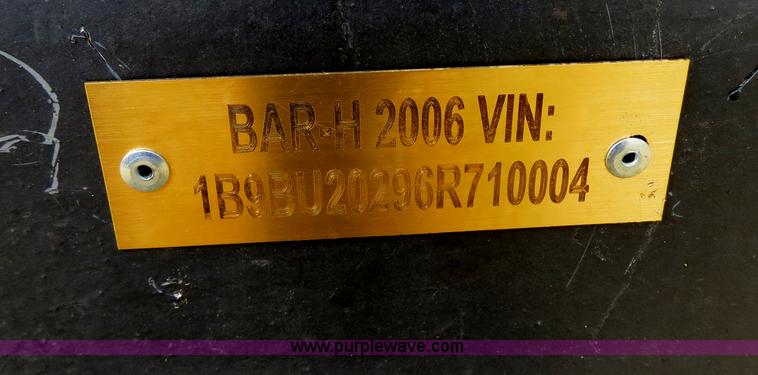 BAR-H 2006 VIN:
1B9BU20296R710004
www.purplewave.com